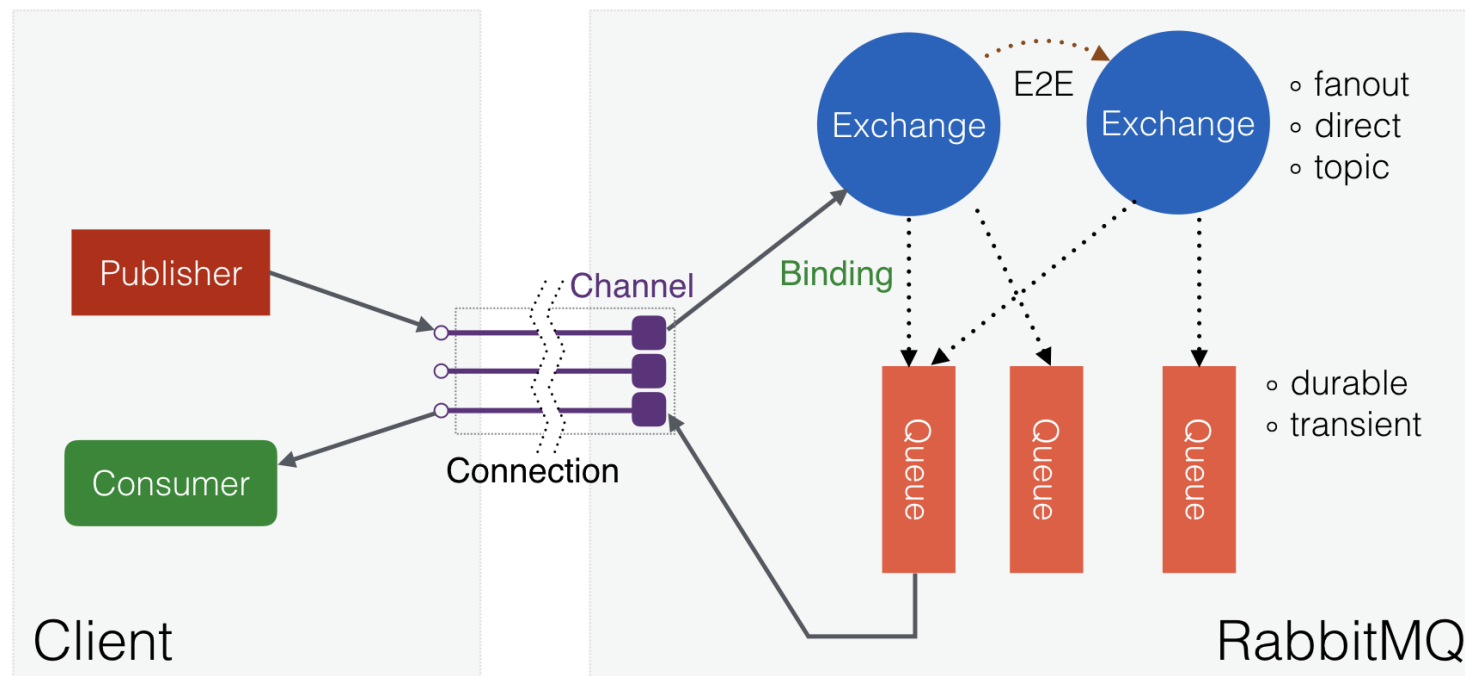 Exchange
E2E
Exchange
∘ fanout
∘ direct
∘ topic
Publisher
Channel
Binding
Consumer
Connection
Queue
Queue
Queue
∘ durable
∘ transient
Client
RabbitMQ